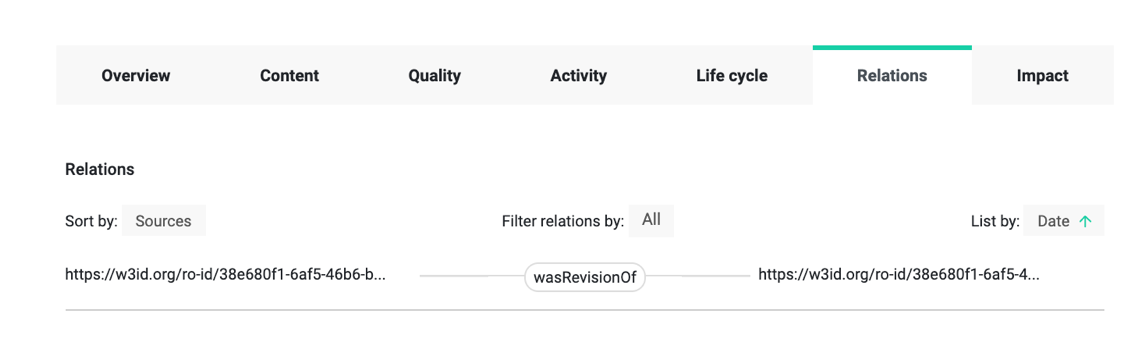 Overview Content Quality Activity Life cycle Relations Impact
Relations
Sort by: Sources Filter relations by: All List by: Date ↑
https://w3id.org/ro-id/38e680f1-6af5-46b6-b... wasRevisionOf https://w3id.org/ro-id/38e680f1-6af5-4...